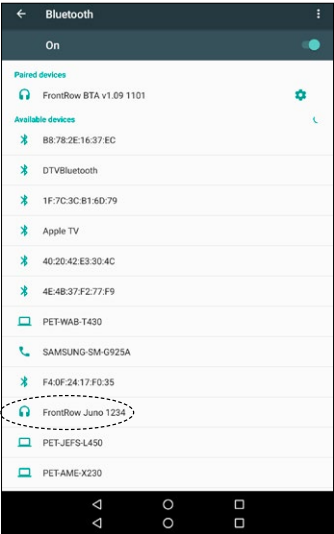 Bluetooth
On
Paired devices
FrontRow BTA v1.09 1101
Available devices
B8:78:2E:16:37:EC
DTVBluetooth
1F:7C:3C:B1:6D:79
Apple TV
40:20:42:E3:30:4C
4E:4B:37:F2:77:F9
PET-WAB-T430
SAMSUNG-SM-G925A
F4:0F:24:17:F0:35
FrontRow Juno 1234
PET-JEFS-L450
PET-AME-X230